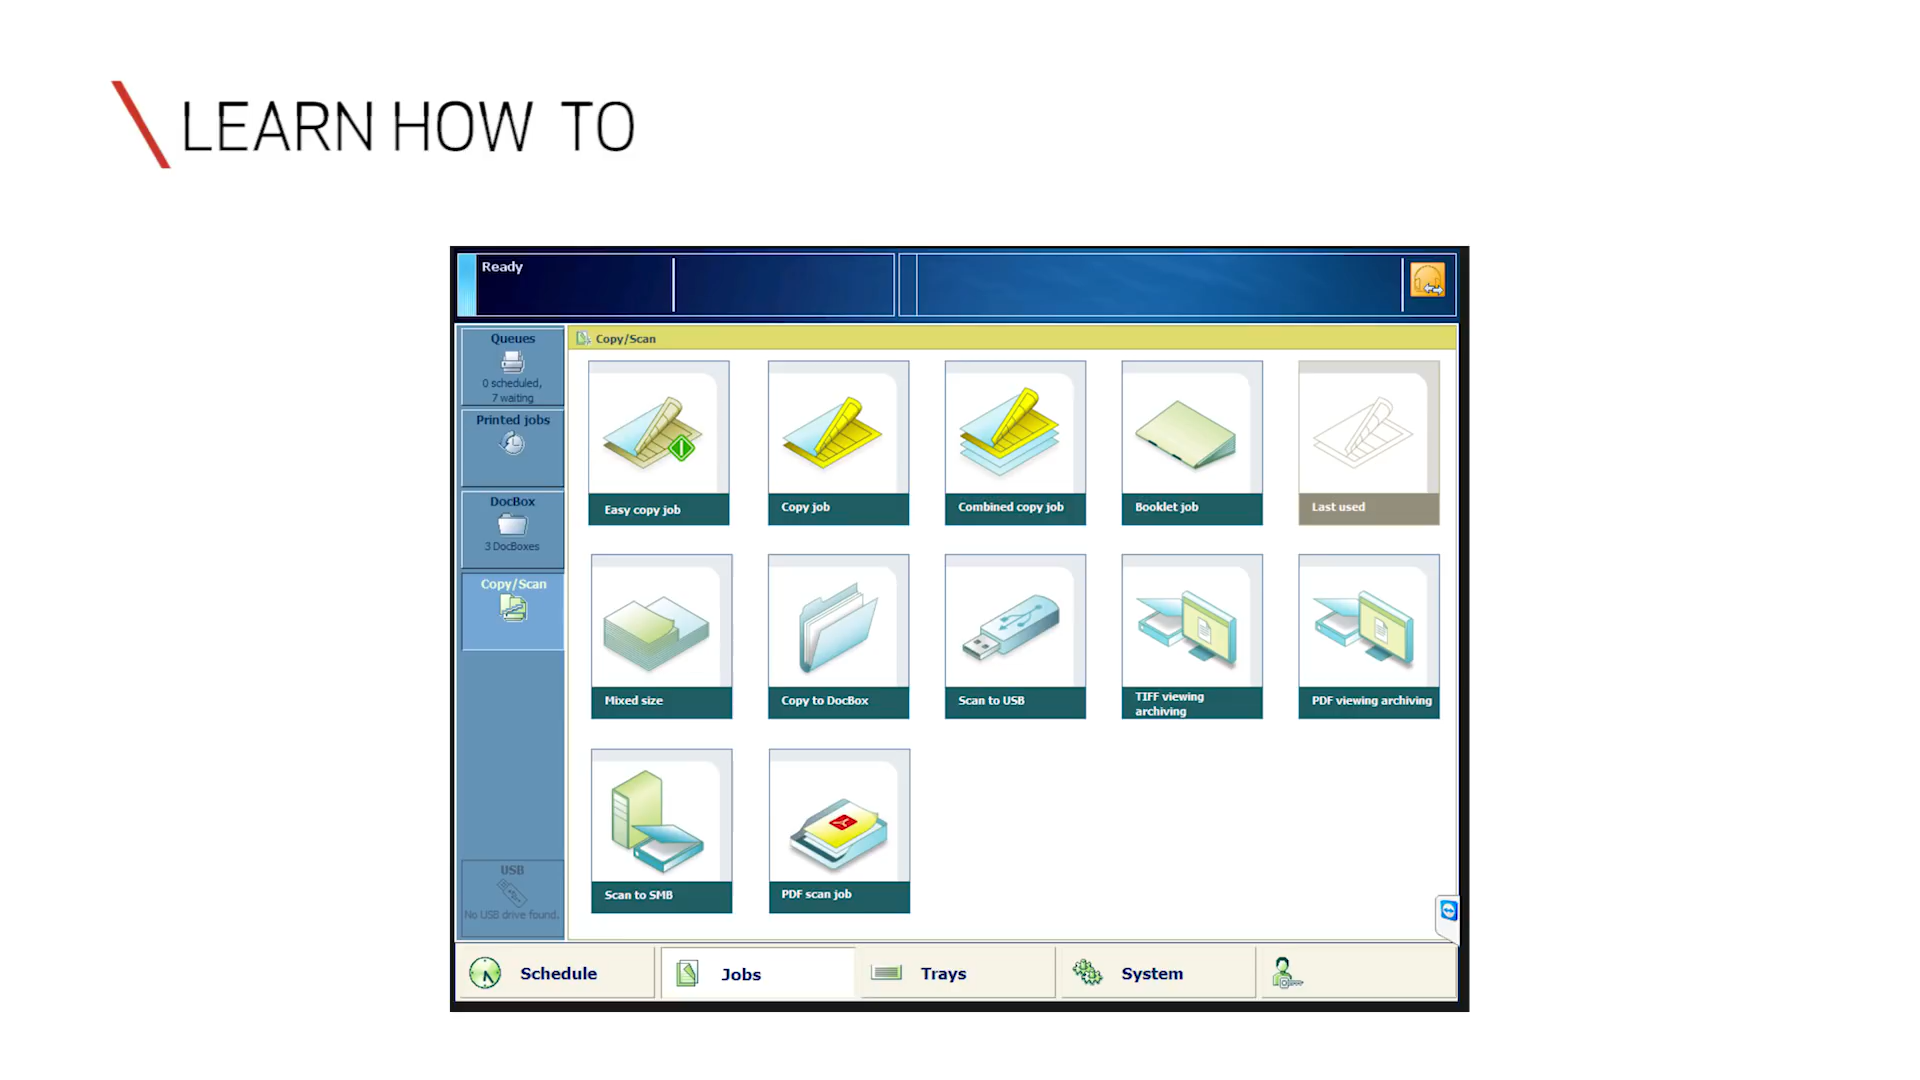 LEARN HOW TO
Ready
Queues
0 scheduled,
7 waiting
Printed jobs
DocBox
3 DocBoxes
Copy/Scan
USB
No USB drive found.
Copy/Scan
Easy copy job
Copy job
Combined copy job
Booklet job
Last used
Mixed size
Copy to DocBox
Scan to USB
TIFF viewing
archiving
PDF viewing archiving
Scan to SMB
PDF scan job
Schedule
Jobs
Trays
System